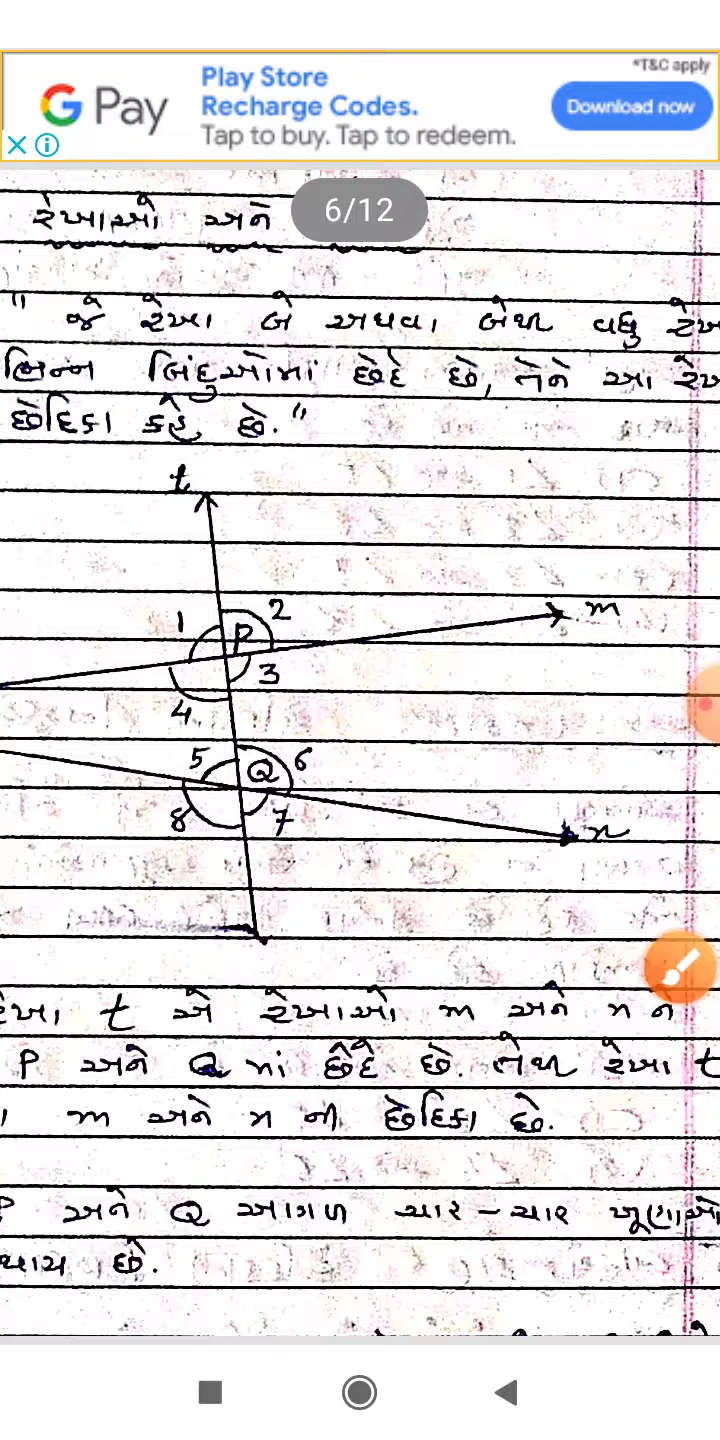 *T&C apply
G Pay
Play Store
Recharge Codes.
Tap to buy. Tap to redeem.
Download now
6/12
રેખાઓ અને
" જે રેખા બે અથવા બેથી વધુ રેખ
ભિન્ન બિંદુઓમાં છેદે છે, તેને આ રેખ
છેદિકા કહે છે."
t
1 2 m
P
3
4
5 6
Q
8 7 n
રેખા t એ રેખાઓ m અને n ને
P અને Q માં છેદે છે. તેથી રેખા t
m અને n ની છેદિકા છે.
P અને Q આગળ ચાર - ચાર ખૂણાઓ
થાય છે.